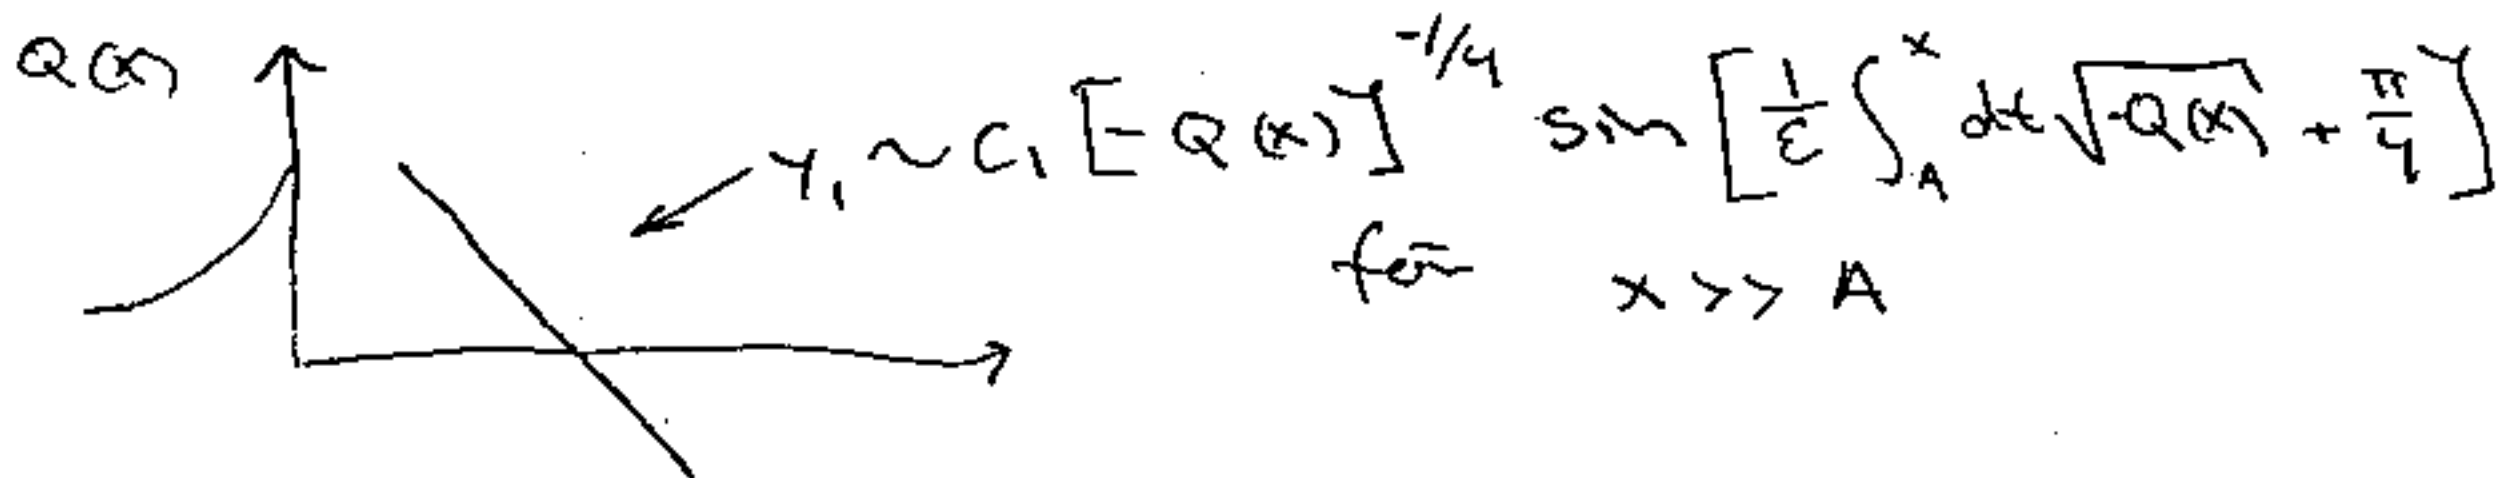 Q(x)
y₁ ~ C₁ [-Q(x)]^{-1/4} sin [1/ε ∫_A^x dt √-Q(x) + π/4]
for x >> A